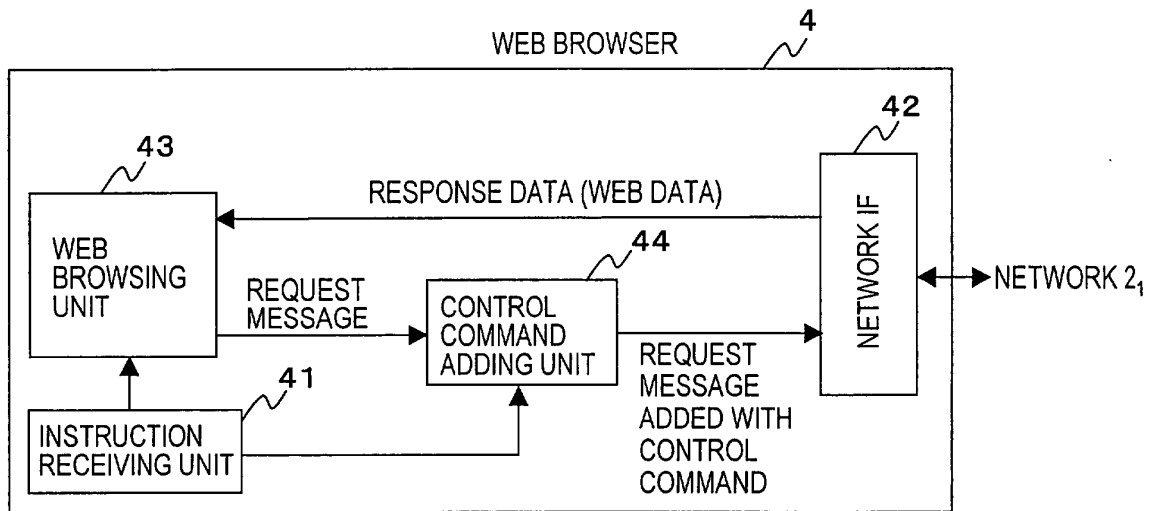 WEB BROWSER
4
42
43
RESPONSE DATA (WEB DATA)
WEB
BROWSING
UNIT
44
NETWORK IF
REQUEST
MESSAGE
CONTROL
COMMAND
ADDING UNIT
NETWORK 2₁
REQUEST
MESSAGE
ADDED WITH
CONTROL
COMMAND
41
INSTRUCTION
RECEIVING UNIT